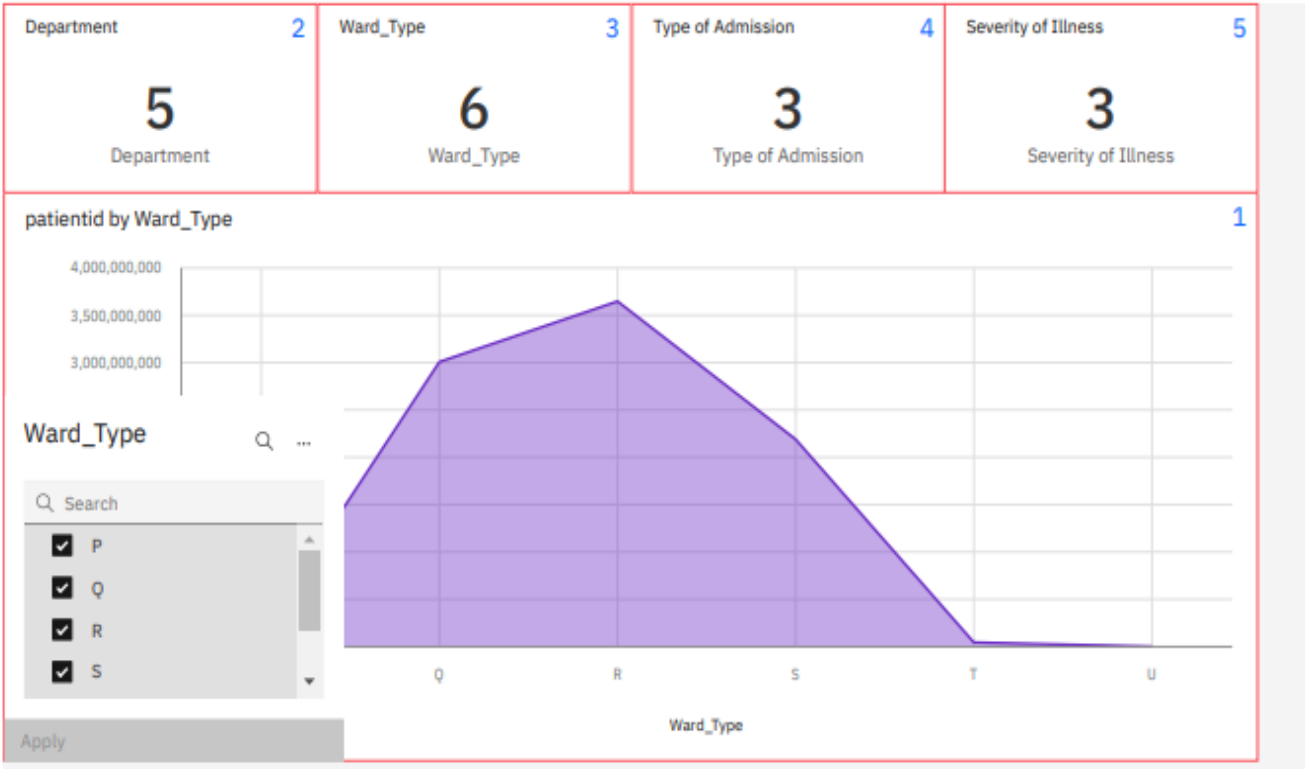 Department 2 Ward_Type 3 Type of Admission 4 Severity of Illness 5
5 6 3 3
Department Ward_Type Type of Admission Severity of Illness
patientid by Ward_Type 1
4,000,000,000
3,500,000,000
3,000,000,000
Ward_Type ...
Search
P
Q
R
S
Apply
Q R S T U
Ward_Type